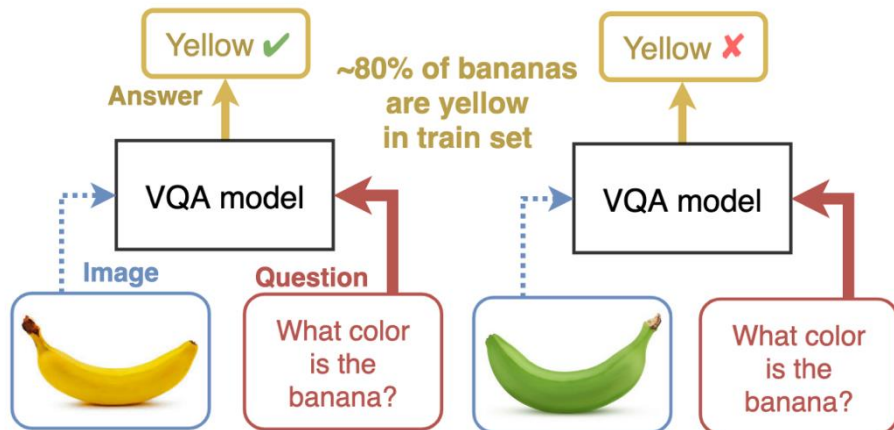 Yellow ✔
Answer
~80% of bananas
are yellow
in train set
Yellow ✘
VQA model
VQA model
Image
Question
What color
is the
banana?
What color
is the
banana?